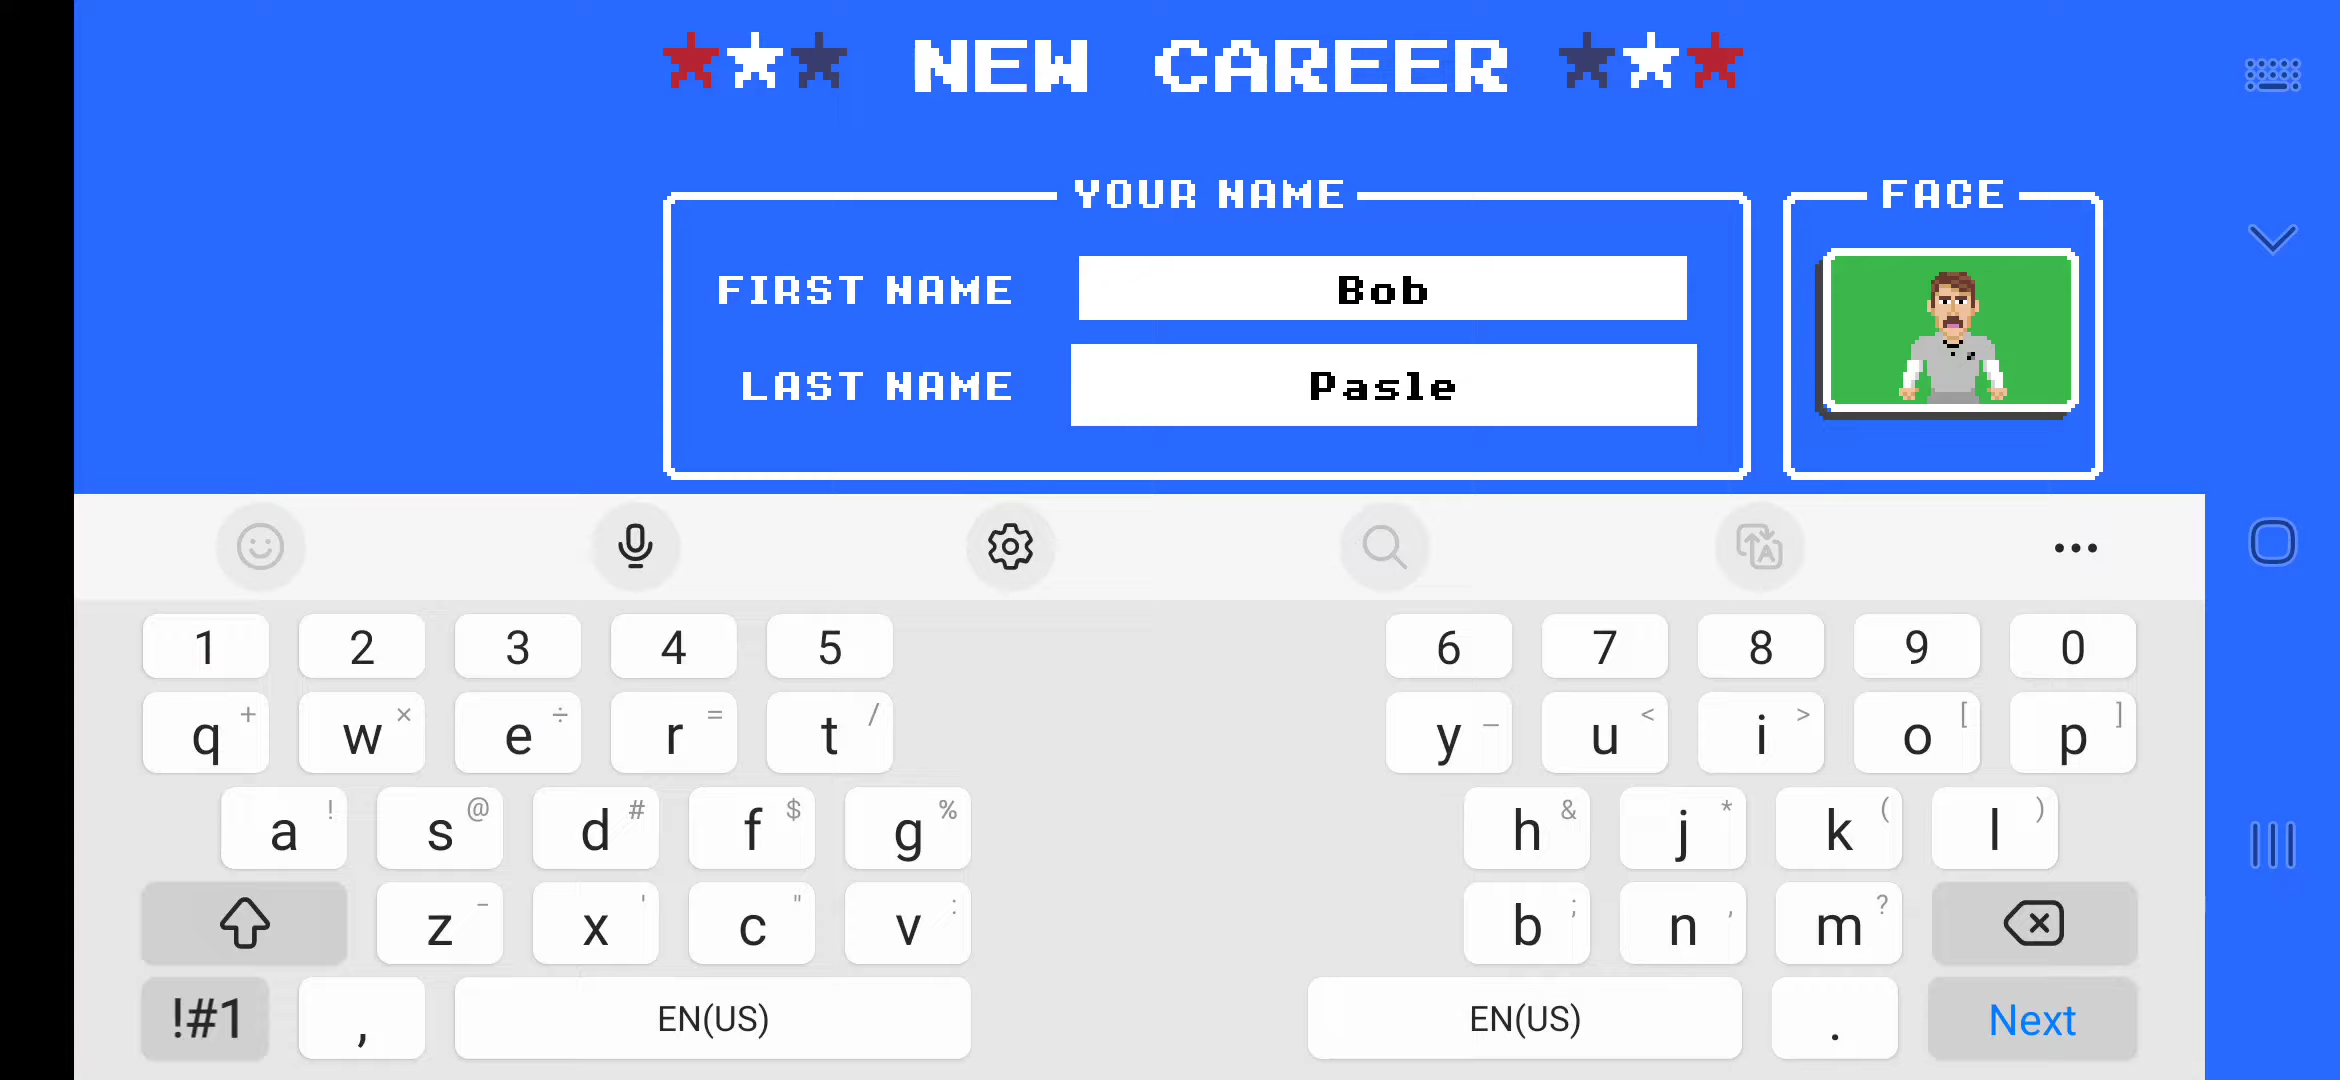 NEW CAREER
YOUR NAME
FACE
FIRST NAME Bob
LAST NAME Pasle
1 2 3 4 5 6 7 8 9 0
q + w × e ÷ r = t / y _ u < i > o [ p ]
a ! s @ d # f $ g % h & j * k ( l )
z - x ' c " v : b ; n , m ?
!#1 , EN(US) EN(US) . Next